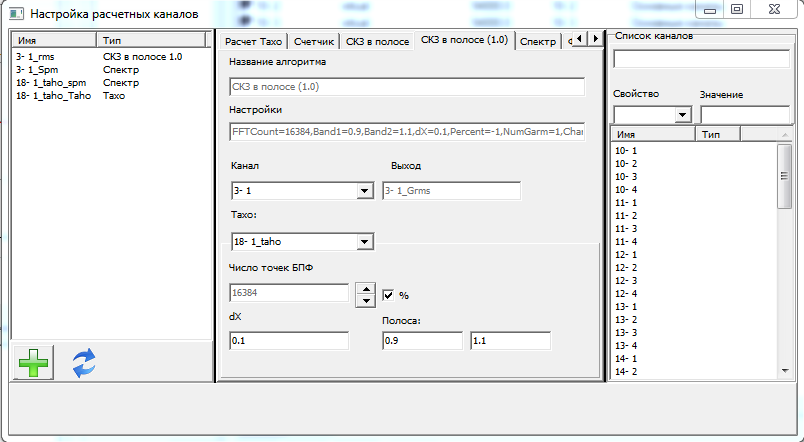 Настройка расчетных каналов
Имя Тип
3- 1_rms СКЗ в полосе 1.0
3- 1_Spm Спектр
18- 1_taho_spm Спектр
18- 1_taho_Taho Тахо
Расчет Тахо Счетчик СКЗ в полосе СКЗ в полосе (1.0) Спектр
Название алгоритма
СКЗ в полосе (1.0)
Настройки
FFTCount=16384,Band1=0.9,Band2=1.1,dX=0.1,Percent=-1,NumGarm=1,Chan
Канал Выход
3- 1 3- 1_Grms
Тахо:
18- 1_taho
Число точек БПФ
16384 %
dX Полоса:
0.1 0.9 1.1
Список каналов
Свойство Значение
Имя Тип
10- 1
10- 2
10- 3
10- 4
11- 1
11- 2
11- 3
11- 4
12- 1
12- 2
12- 3
12- 4
13- 1
13- 2
13- 3
13- 4
14- 1
14- 2